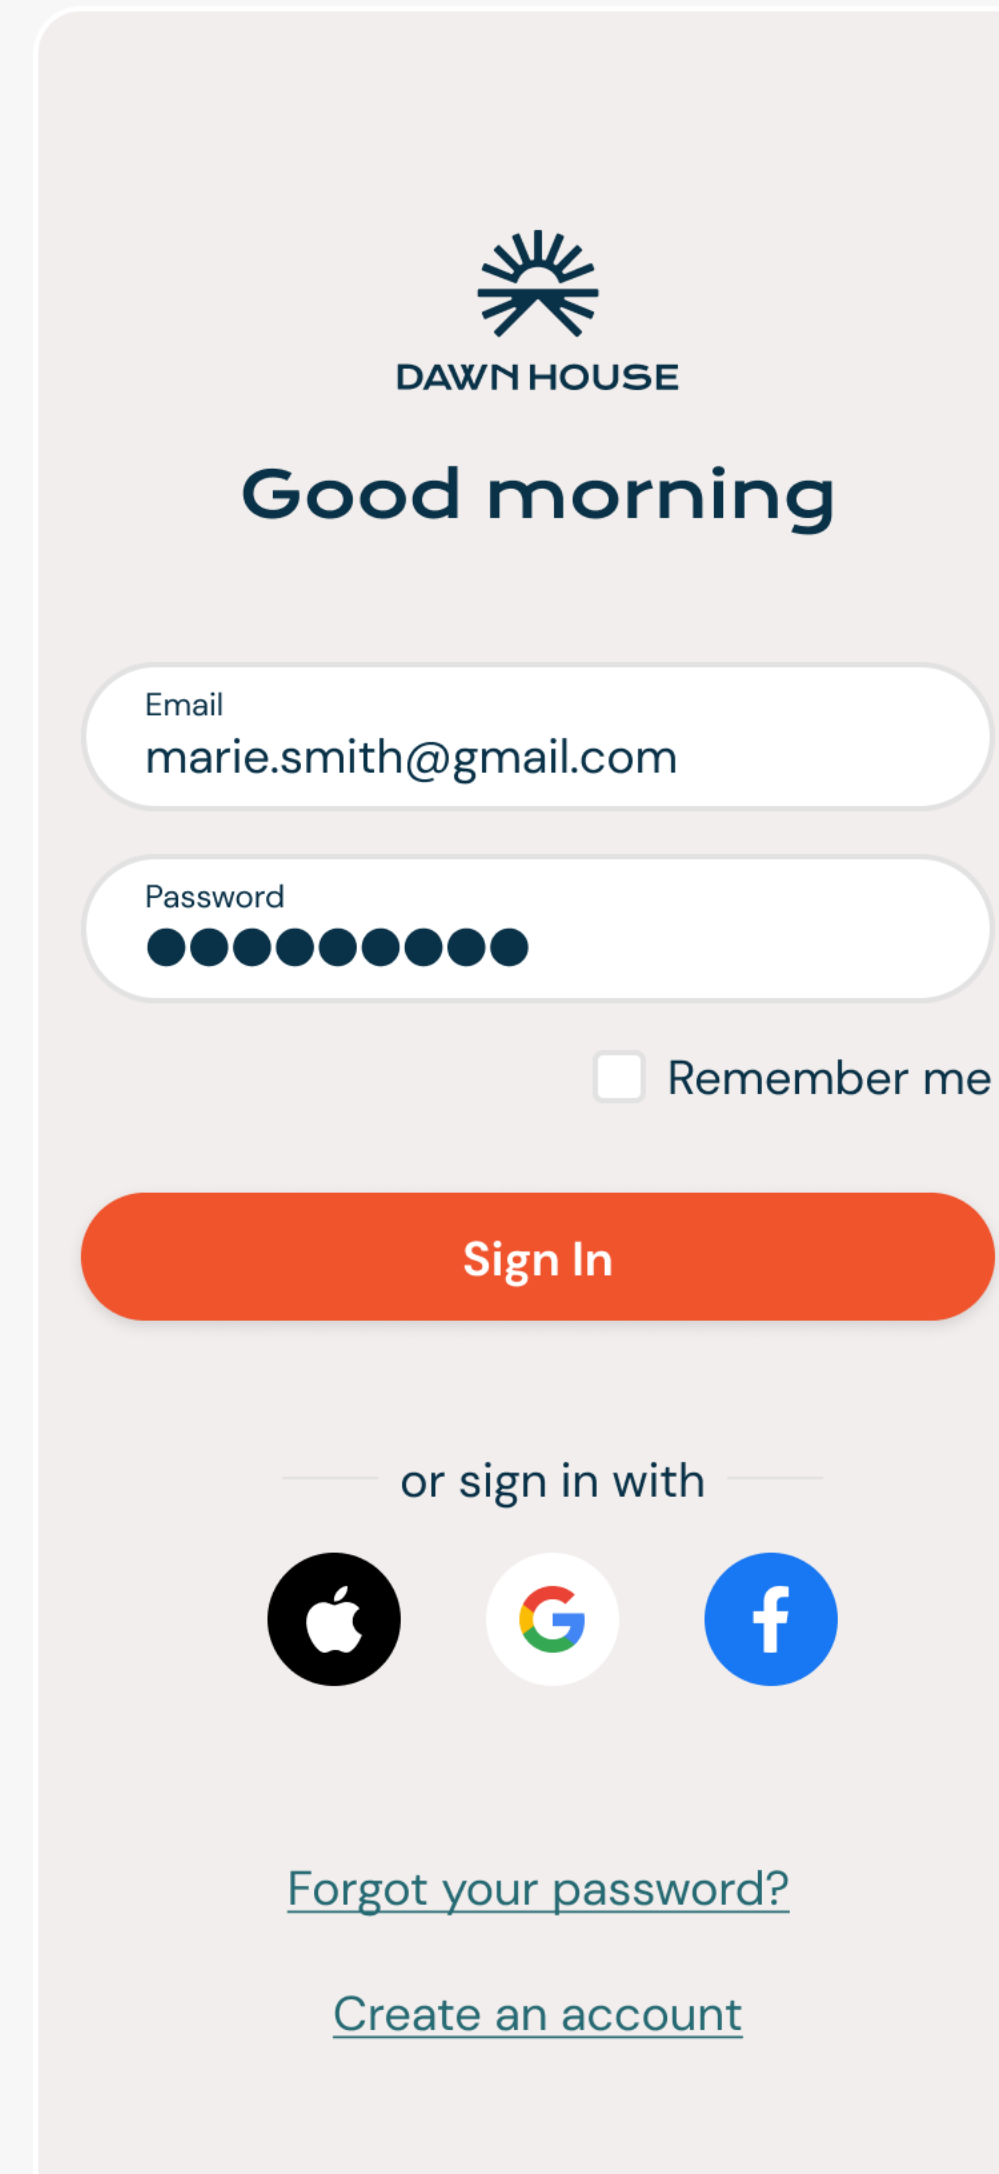 DAWN HOUSE
Good morning
Email
marie.smith@gmail.com
Password
Remember me
Sign In
or sign in with
Forgot your password?
Create an account